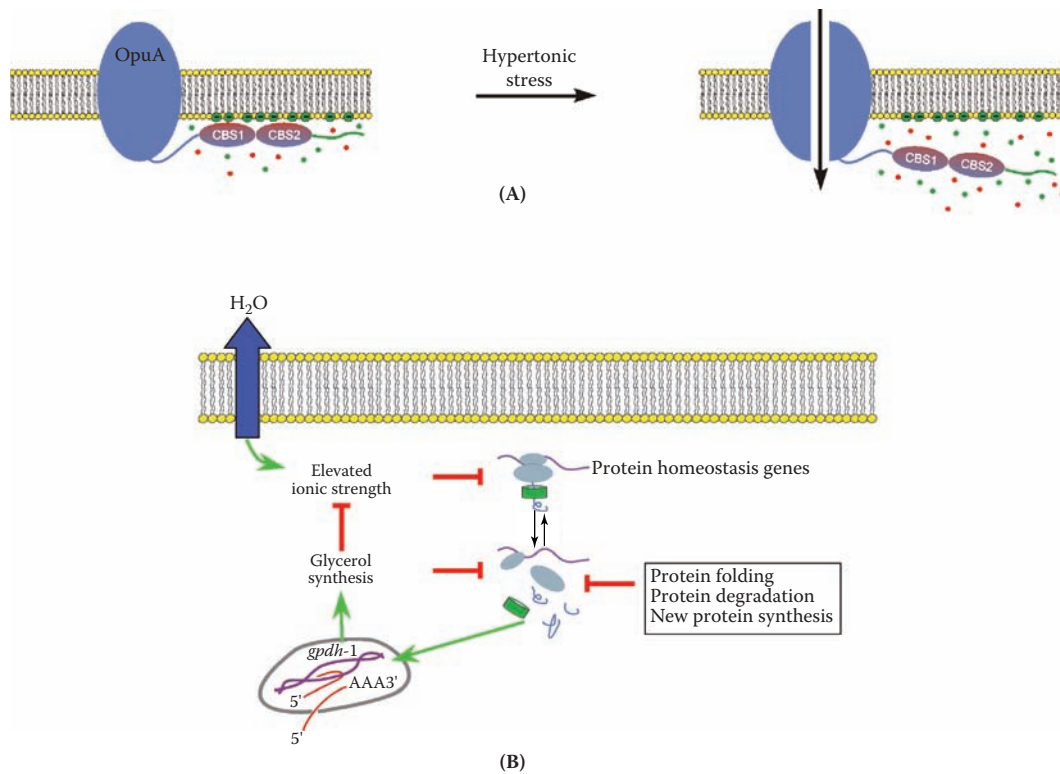 OpuA
Hypertonic
stress
CBS1 CBS2
CBS1 CBS2
(A)
H₂O
Elevated
ionic strength
Protein homeostasis genes
Glycerol
synthesis
Protein folding
Protein degradation
New protein synthesis
gpdh-1
AAA3'
5'
5'
(B)